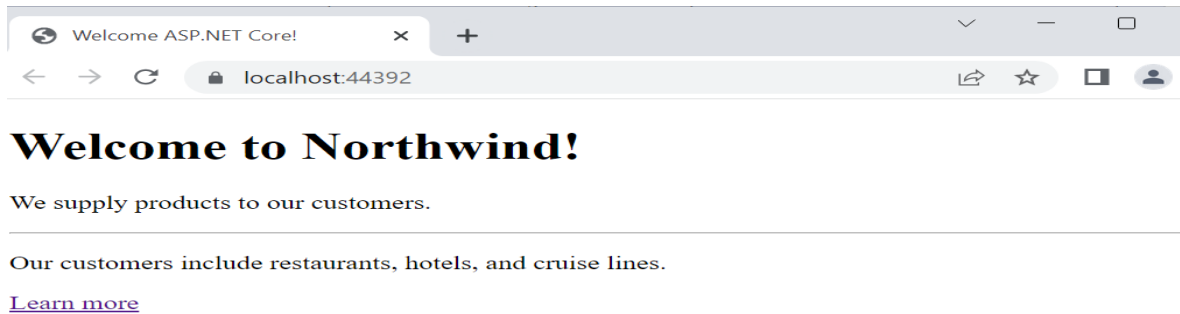 Welcome ASP.NET Core!
localhost:44392
Welcome to Northwind!
We supply products to our customers.
Our customers include restaurants, hotels, and cruise lines.
Learn more